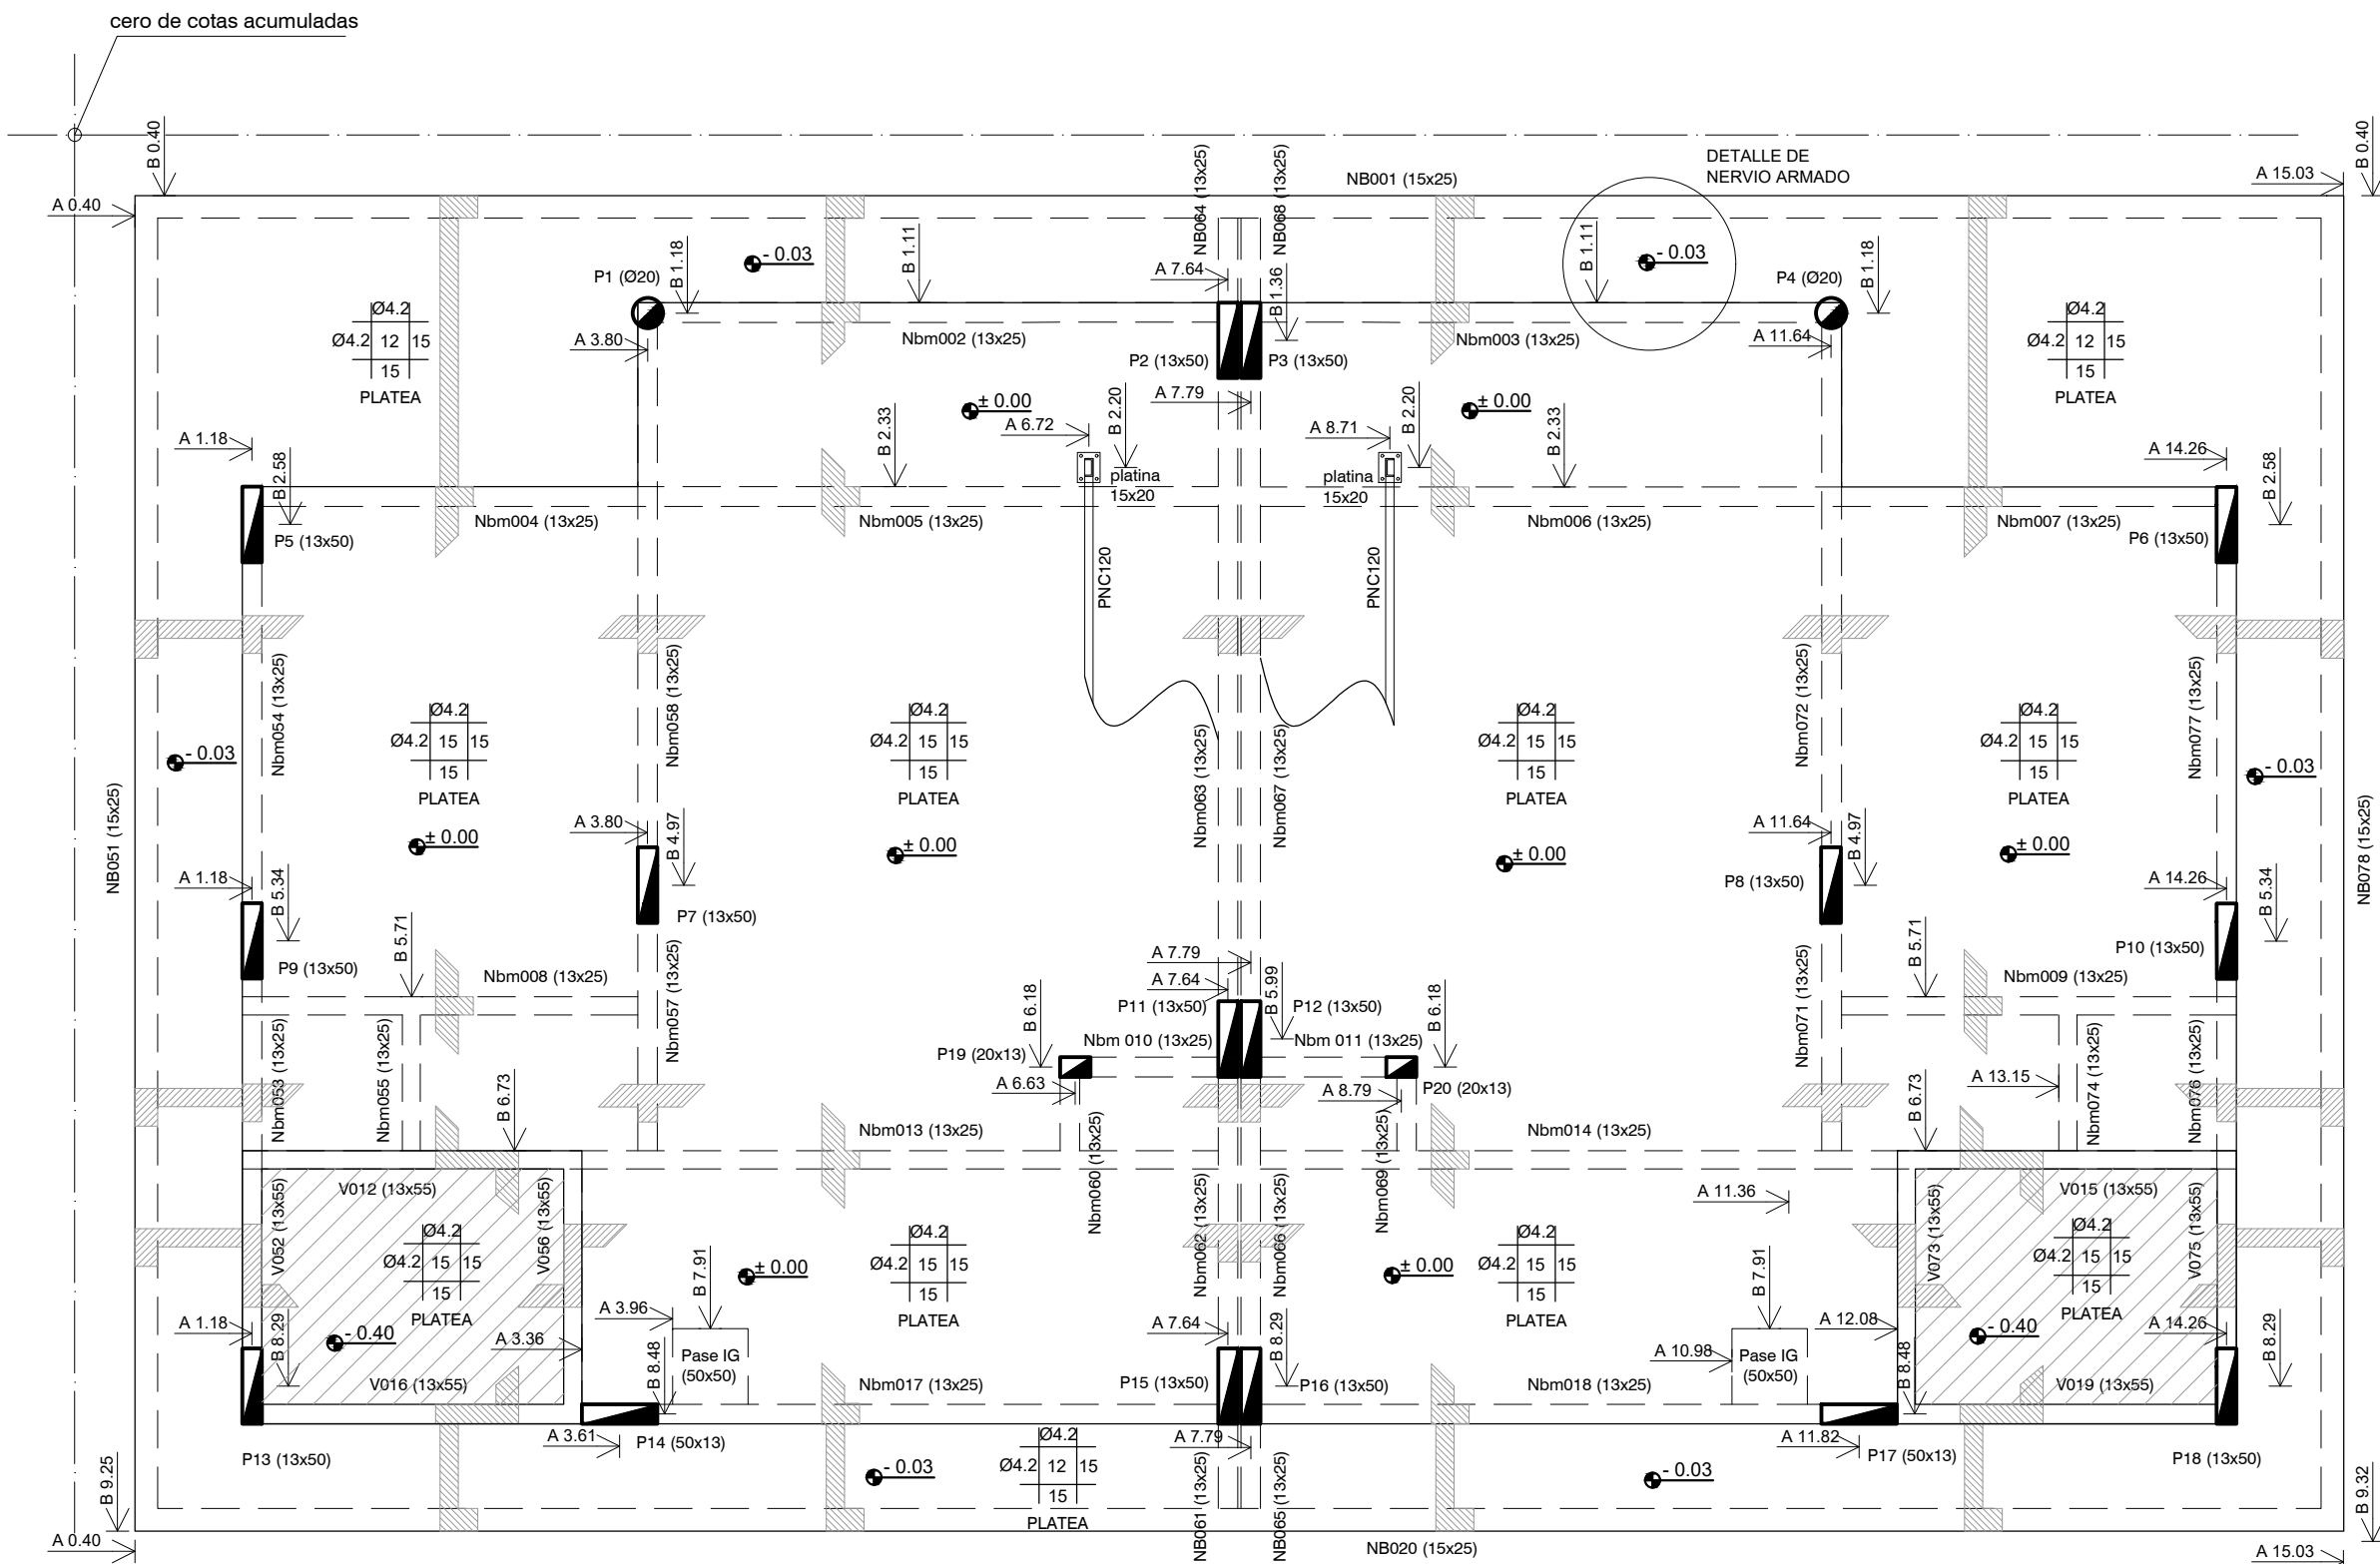 cero de cotas acumuladas
B 0.40
A 0.40
NB064 (13x25)
NB068 (13x25)
NB001 (15x25)
DETALLE DE
NERVIO ARMADO
A 15.03
B 0.40
P1 (Ø20)
B 1.18
- 0.03
B 1.11
A 7.64
B 1.36
B 1.11
- 0.03
P4 (Ø20)
B 1.18
Ø4.2
Ø4.2 12 15
15
PLATEA
A 3.80
Nbm002 (13x25)
P2 (13x50)
P3 (13x50)
Nbm003 (13x25)
A 11.64
Ø4.2
Ø4.2 12 15
15
PLATEA
± 0.00
A 7.79
± 0.00
A 1.18
B 2.58
B 2.33
A 6.72
B 2.20
A 8.71
B 2.20
B 2.33
A 14.26
B 2.58
platina
15x20
platina
15x20
P5 (13x50)
Nbm004 (13x25)
Nbm005 (13x25)
Nbm006 (13x25)
Nbm007 (13x25)
P6 (13x50)
PNC120
PNC120
Nbm054 (13x25)
Nbm058 (13x25)
Nbm063 (13x25)
Nbm067 (13x25)
Nbm072 (13x25)
Nbm077 (13x25)
Ø4.2
Ø4.2 15 15
15
PLATEA
Ø4.2
Ø4.2 15 15
15
PLATEA
Ø4.2
Ø4.2 15 15
15
PLATEA
Ø4.2
Ø4.2 15 15
15
PLATEA
- 0.03
- 0.03
NB051 (15x25)
± 0.00
± 0.00
± 0.00
± 0.00
NB078 (15x25)
A 3.80
B 4.97
A 11.64
B 4.97
A 1.18
B 5.34
P7 (13x50)
P8 (13x50)
A 14.26
B 5.34
B 5.71
P9 (13x50)
Nbm008 (13x25)
Nbm057 (13x25)
A 7.79
A 7.64
P11 (13x50)
B 5.99
P12 (13x50)
B 6.18
B 6.18
Nbm071 (13x25)
B 5.71
Nbm009 (13x25)
P10 (13x50)
Nbm053 (13x25)
Nbm055 (13x25)
B 6.73
P19 (20x13)
Nbm 010 (13x25)
Nbm 011 (13x25)
A 6.63
A 8.79
P20 (20x13)
B 6.73
A 13.15
Nbm074 (13x25)
Nbm076 (13x25)
Nbm013 (13x25)
Nbm060 (13x25)
Nbm069 (13x25)
Nbm014 (13x25)
V012 (13x55)
V052 (13x55)
V056 (13x55)
Nbm062 (13x25)
Nbm066 (13x25)
A 11.36
V015 (13x55)
V073 (13x55)
V075 (13x55)
Ø4.2
Ø4.2 15 15
15
PLATEA
Ø4.2
Ø4.2 15 15
15
PLATEA
Ø4.2
Ø4.2 15 15
15
PLATEA
Ø4.2
Ø4.2 15 15
15
PLATEA
B 7.91
± 0.00
± 0.00
B 7.91
A 1.18
B 8.29
- 0.40
A 3.36
A 3.96
B 8.48
Pase IG
(50x50)
A 7.64
B 8.29
A 10.98
Pase IG
(50x50)
A 12.08
B 8.48
- 0.40
A 14.26
B 8.29
V016 (13x55)
Nbm017 (13x25)
P15 (13x50)
P16 (13x50)
Nbm018 (13x25)
V019 (13x55)
A 3.61
P14 (50x13)
A 7.79
A 11.82
P17 (50x13)
P13 (13x50)
P18 (13x50)
Ø4.2
Ø4.2 12 15
15
PLATEA
- 0.03
- 0.03
B 9.25
A 0.40
NB061 (13x25)
NB065 (13x25)
NB020 (15x25)
B 9.32
A 15.03